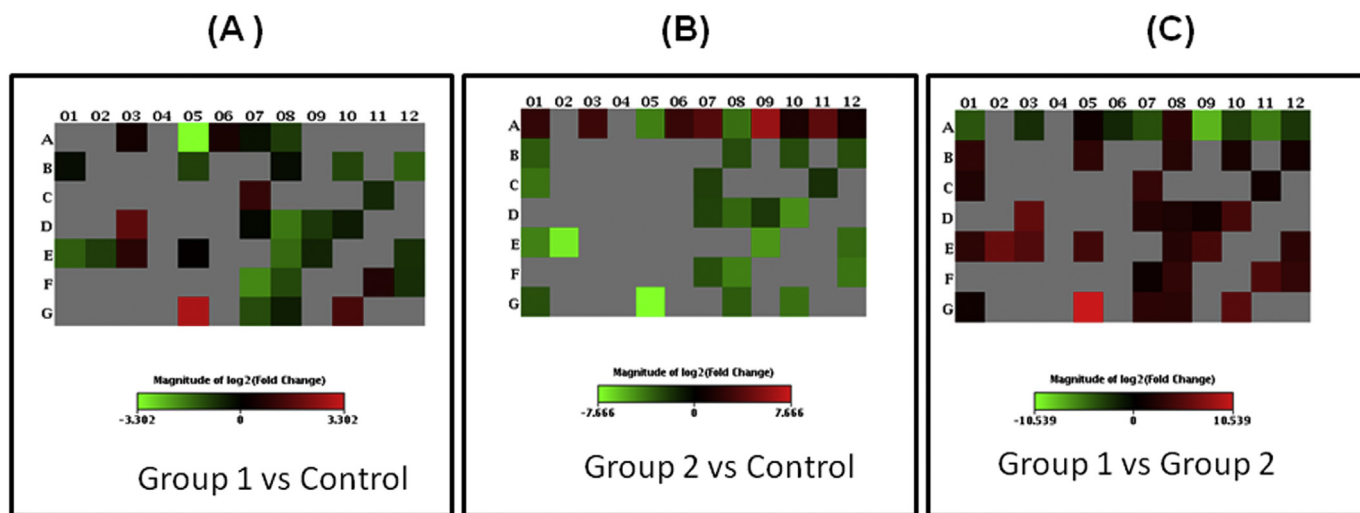 (A )
(B)
(C)
01 02 03 04 05 06 07 08 09 10 11 12
A
B
C
D
E
F
G
Magnitude of log2(Fold Change)
-3.302 0 3.302
Group 1 vs Control
01 02 03 04 05 06 07 08 09 10 11 12
A
B
C
D
E
F
G
Magnitude of log2(Fold Change)
-7.666 0 7.666
Group 2 vs Control
01 02 03 04 05 06 07 08 09 10 11 12
A
B
C
D
E
F
G
Magnitude of log2(Fold Change)
-10.539 0 10.539
Group 1 vs Group 2